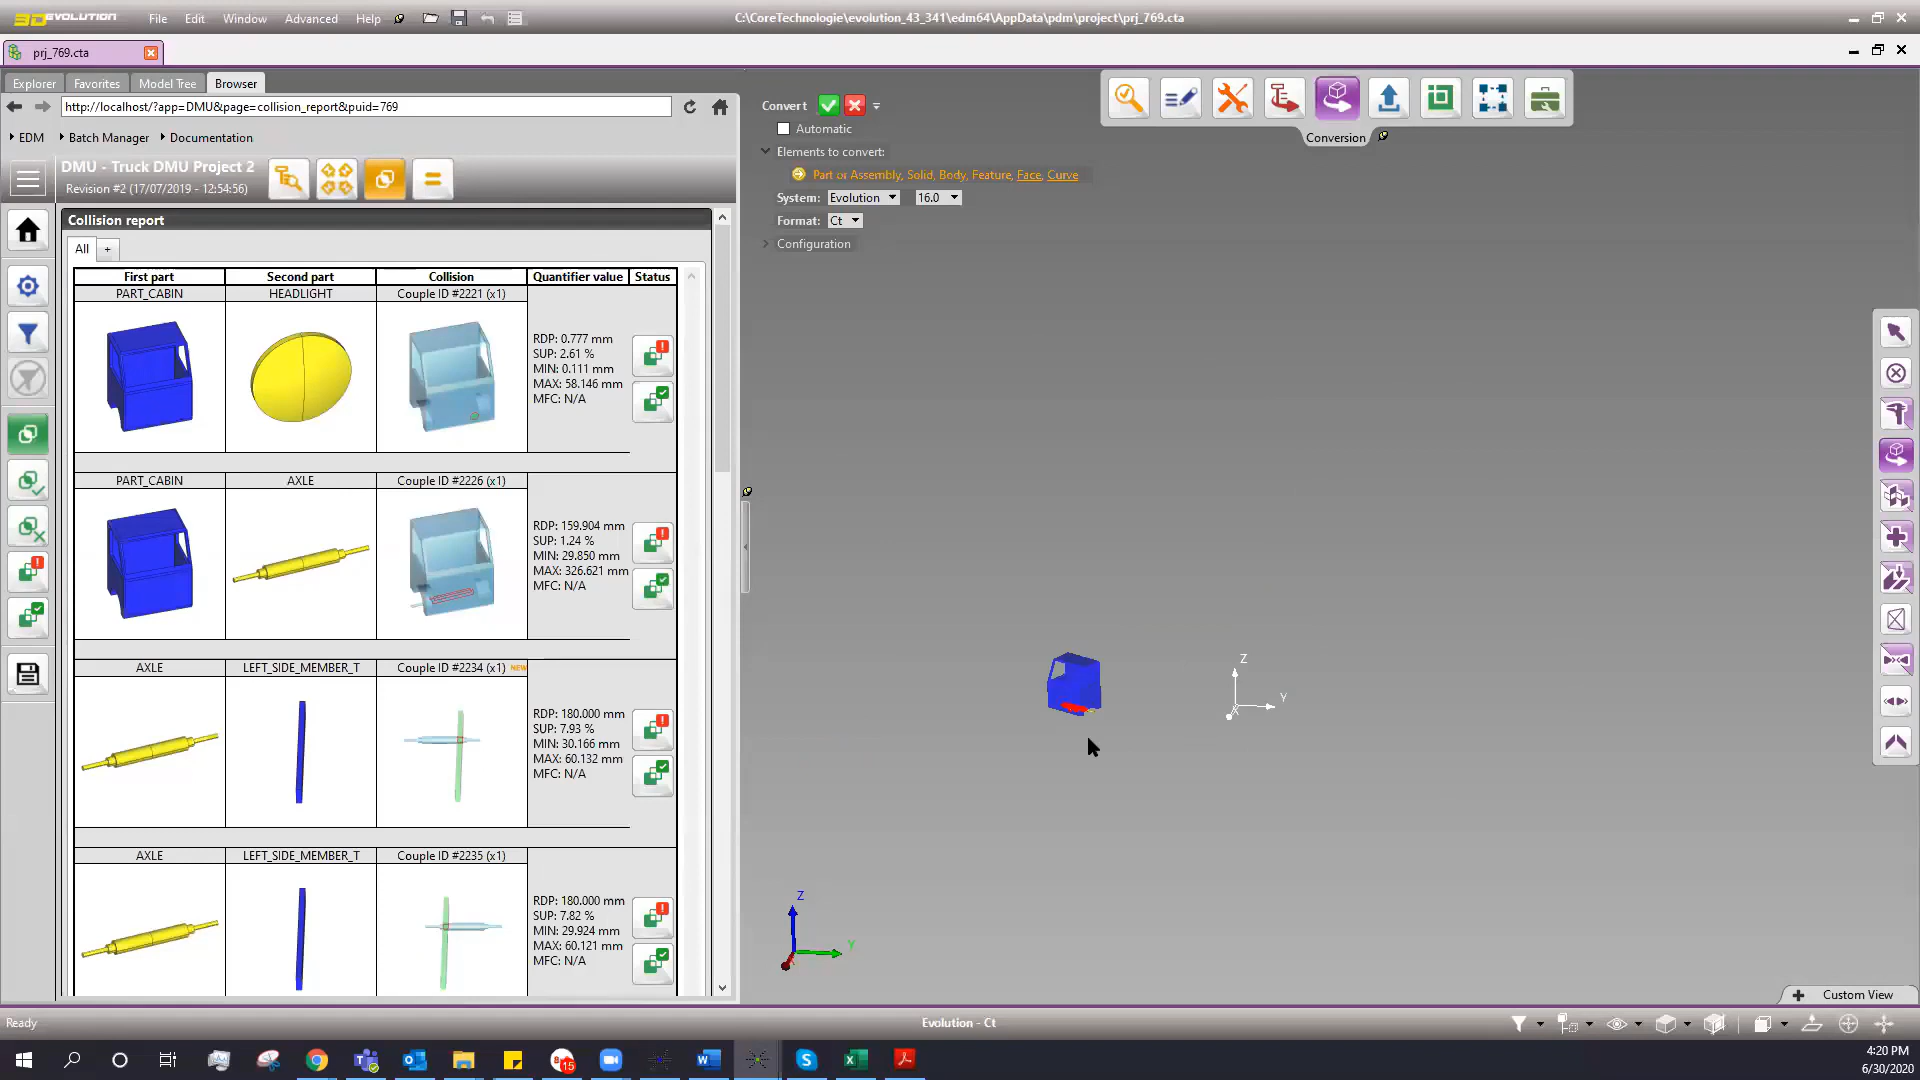 3DEVOLUTION File Edit Window Advanced Help C:\CoreTechnologie\evolution_43_341\edm64\AppData\pdm\project\prj_769.cta
prj_769.cta
Explorer Favorites Model Tree Browser
http://localhost/?app=DMU&page=collision_report&puid=769
EDM Batch Manager Documentation
DMU - Truck DMU Project 2
Revision #2 (17/07/2019 - 12:54:56)
Collision report
All +
First part Second part Collision Quantifier value Status
PART_CABIN HEADLIGHT Couple ID #2221 (x1)
RDP: 0.777 mm
SUP: 2.61 %
MIN: 0.111 mm
MAX: 58.146 mm
MFC: N/A
PART_CABIN AXLE Couple ID #2226 (x1)
RDP: 159.904 mm
SUP: 1.24 %
MIN: 29.850 mm
MAX: 326.621 mm
MFC: N/A
AXLE LEFT_SIDE_MEMBER_T Couple ID #2234 (x1) NEW
RDP: 180.000 mm
SUP: 7.93 %
MIN: 30.166 mm
MAX: 60.132 mm
MFC: N/A
AXLE LEFT_SIDE_MEMBER_T Couple ID #2235 (x1)
RDP: 180.000 mm
SUP: 7.82 %
MIN: 29.924 mm
MAX: 60.121 mm
MFC: N/A
Convert
Automatic
Elements to convert:
Part or Assembly, Solid, Body, Feature, Face, Curve
System: Evolution 16.0
Format: Ct
Configuration
Conversion
Z
Y
X
Z
Y
Custom View
Ready Evolution - Ct
15
4:20 PM
6/30/2020